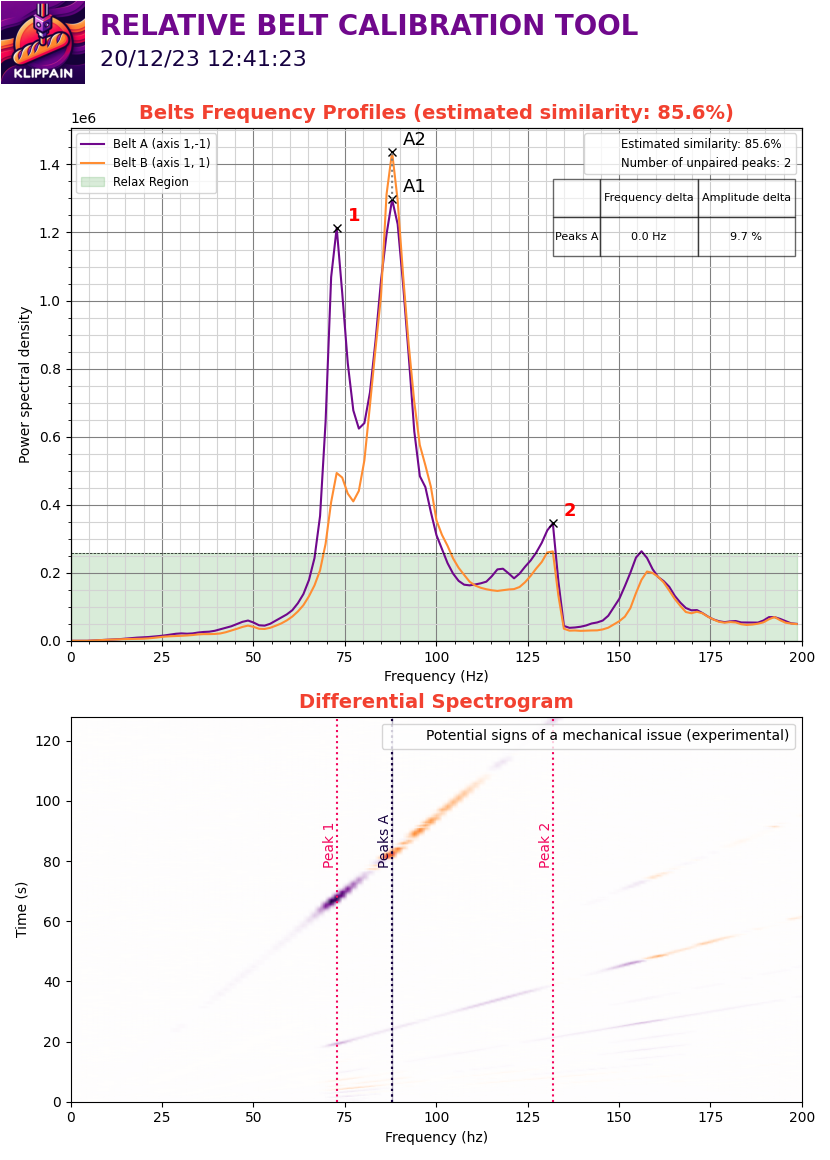 KLIPPAIN
RELATIVE BELT CALIBRATION TOOL
20/12/23 12:41:23
Belts Frequency Profiles (estimated similarity: 85.6%)
1e6
Belt A (axis 1,-1)
Belt B (axis 1, 1)
Relax Region
A2
A1
1
2
Estimated similarity: 85.6%
Number of unpaired peaks: 2
Frequency delta Amplitude delta
Peaks A 0.0 Hz 9.7 %
Power spectral density
1.4
1.2
1.0
0.8
0.6
0.4
0.2
0.0
0 25 50 75 100 125 150 175 200
Frequency (Hz)
Differential Spectrogram
Potential signs of a mechanical issue (experimental)
Peak 1
Peaks A
Peak 2
Time (s)
120
100
80
60
40
20
0
0 25 50 75 100 125 150 175 200
Frequency (hz)